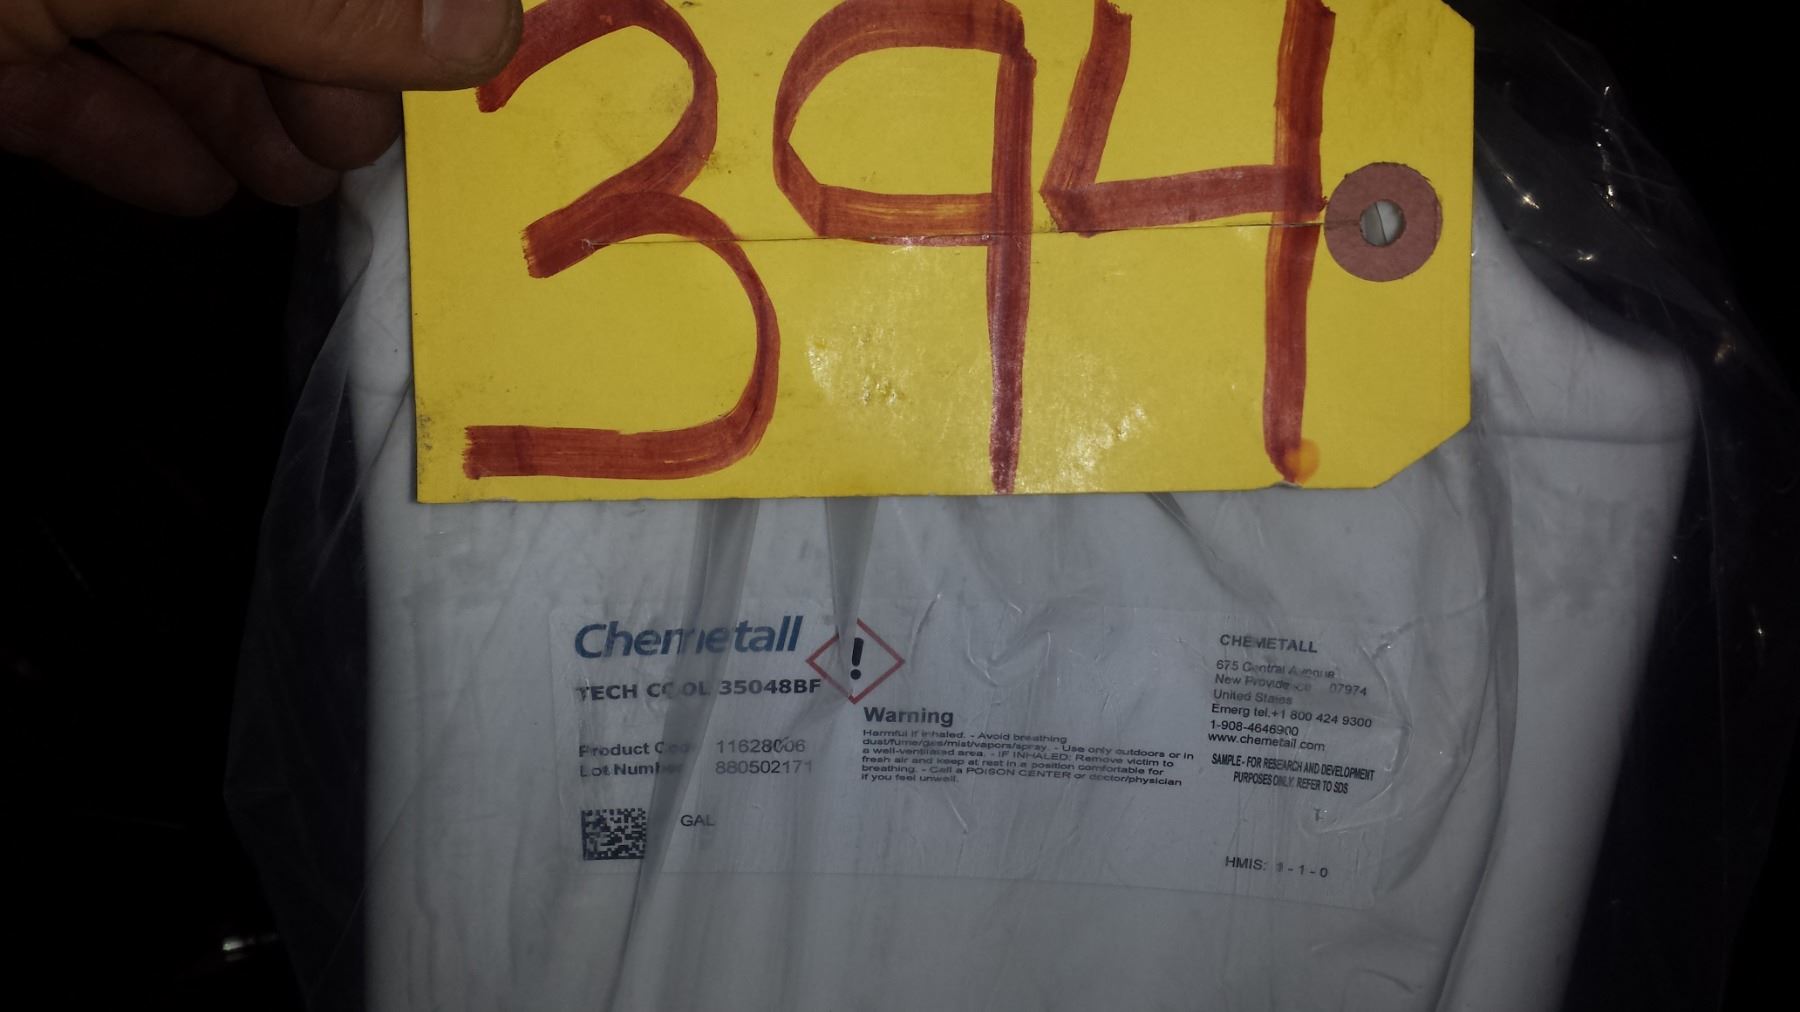 394
Chemetall
TECH COOL 35048BF
Warning
Product Cod
11628006
Lot Number
880502171
GAL
Harmful if inhaled. - Avoid breathing
dust/fume/gas/mist/vapors/spray. - Use only outdoors or in
a well-ventilated area. - IF INHALED: Remove victim to
fresh air and keep at rest in a position comfortable for
breathing. - Call a POISON CENTER or doctor/physician
if you feel unwell.
CHEMETALL
675 Central Avenue
New Providence 07974
United States
Emerg tel.+1 800 424 9300
1-908-4646900
www.chemetall.com
SAMPLE - FOR RESEARCH AND DEVELOPMENT
PURPOSES ONLY. REFER TO SDS
HMIS: 1 - 1 - 0